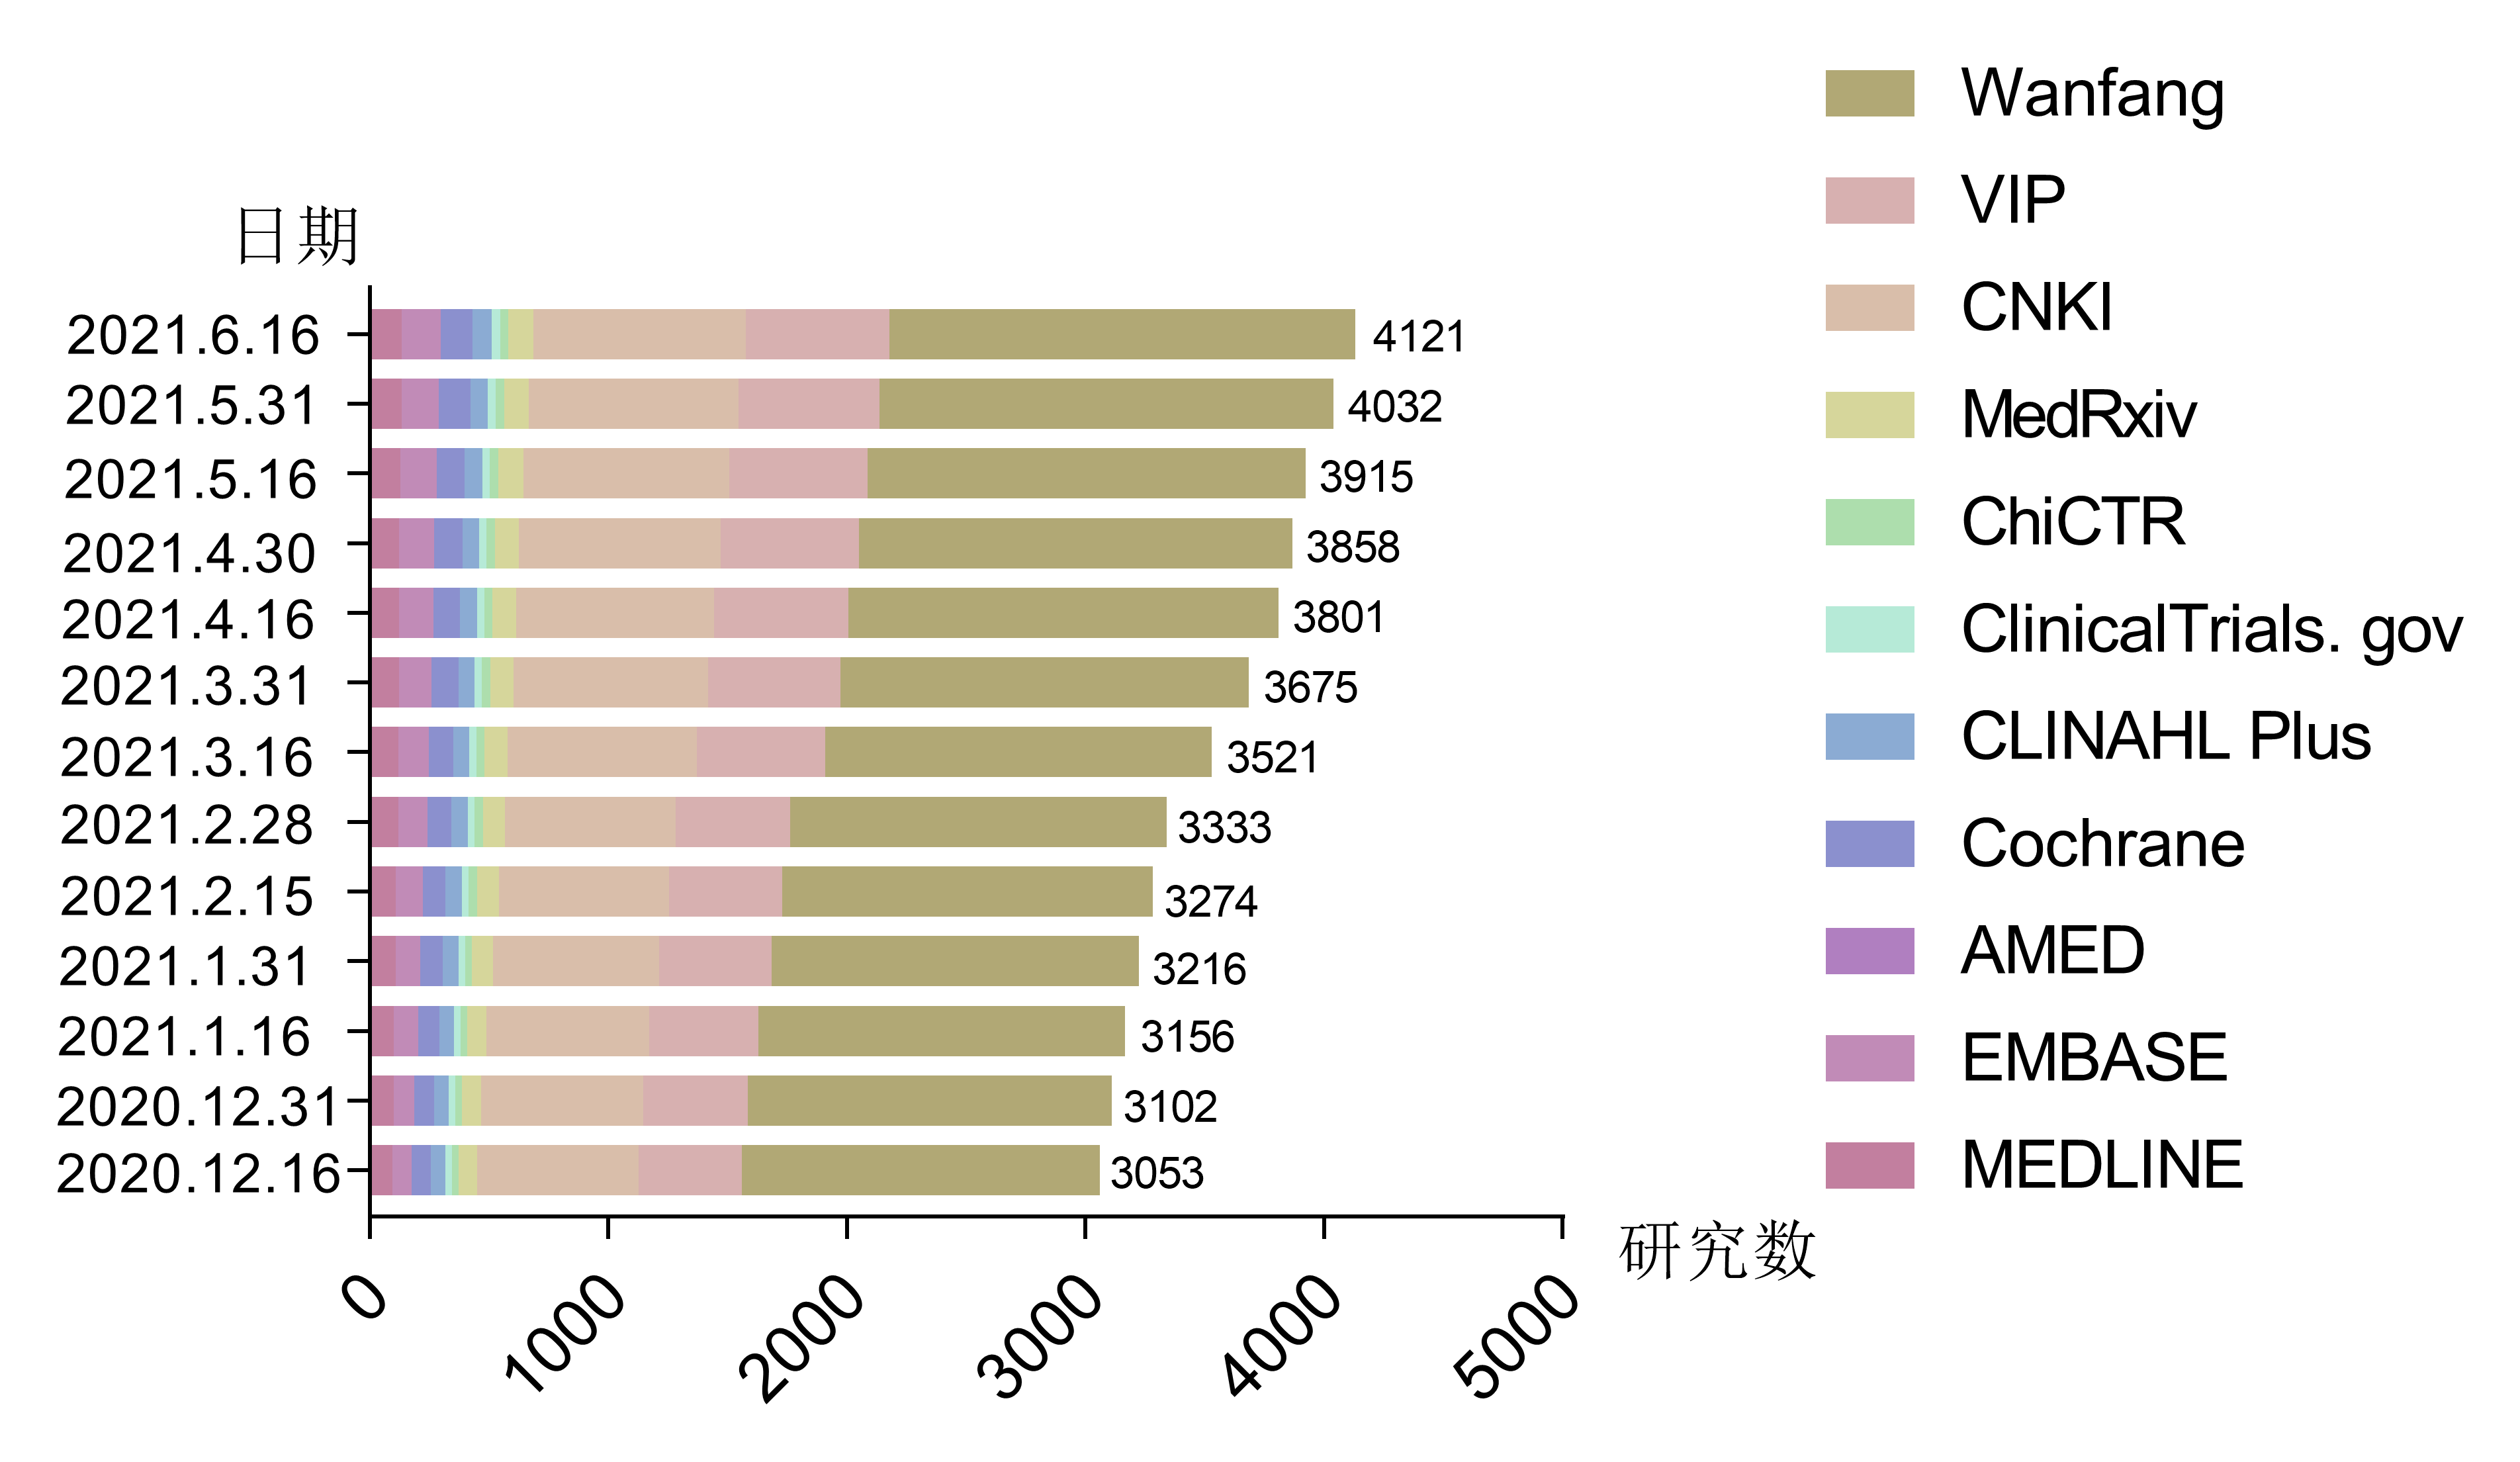 Wanfang
VIP
CNKI
MedRxiv
ChiCTR
ClinicalTrials. gov
CLINAHL Plus
Cochrane
AMED
EMBASE
MEDLINE
日期
2021.6.16 4121
2021.5.31 4032
2021.5.16 3915
2021.4.30 3858
2021.4.16 3801
2021.3.31 3675
2021.3.16 3521
2021.2.28 3333
2021.2.15 3274
2021.1.31 3216
2021.1.16 3156
2020.12.31 3102
2020.12.16 3053
0 1000 2000 3000 4000 5000
研究数